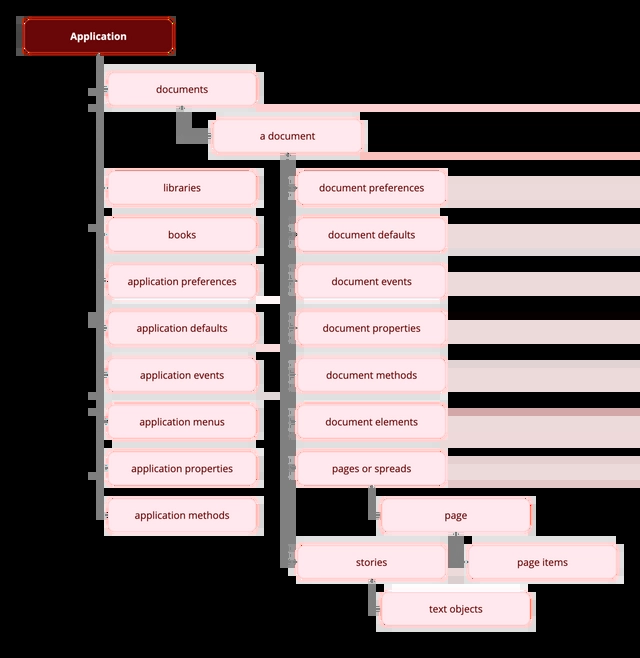 Application
documents
a document
libraries
document preferences
books
document defaults
application preferences
document events
application defaults
document properties
application events
document methods
application menus
document elements
application properties
pages or spreads
application methods
page
stories
page items
text objects